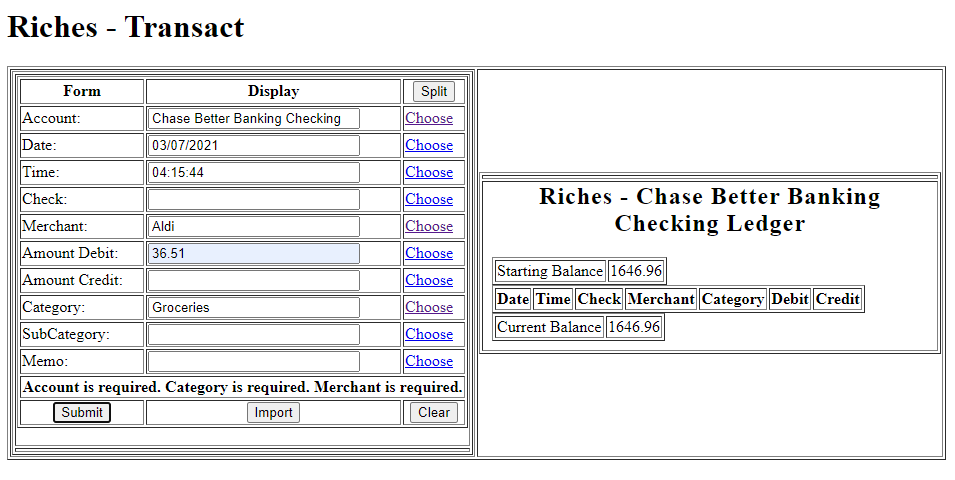 Riches - Transact
Form Display Split
Account: Chase Better Banking Checking Choose
Date: 03/07/2021 Choose
Time: 04:15:44 Choose
Check: Choose
Merchant: Aldi Choose
Amount Debit: 36.51 Choose
Amount Credit: Choose
Category: Groceries Choose
SubCategory: Choose
Memo: Choose
Account is required. Category is required. Merchant is required.
Submit Import Clear
Riches - Chase Better Banking
Checking Ledger
Starting Balance 1646.96
Date Time Check Merchant Category Debit Credit
Current Balance 1646.96